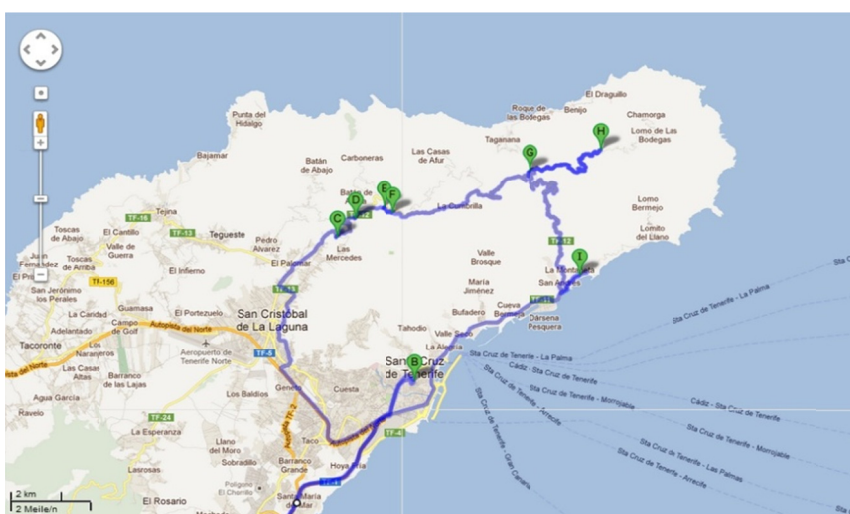 El Draguillo
Roque de
las Bodegas
Benijo
Chamorga
Punta del
Hidalgo
H
Lomo de Las
Bodegas
Taganana
Las Casas
de Afur
G
Bajamar
Batán
de Abajo
Carboneras
E
F
D
C
La Cumbrilla
Lomo
Bermejo
TF-16
Tejina
Toscas
de Abajo
El Cantillo
TF-13
Tegueste
Valle de
Guerra
Pedro
Alvarez
Las
Mercedes
Lomito
del Llano
TF-12
Valle
Brosque
I
Toscas
de Arriba
El Palmar
El Infierno
San Andres
TF-156
San Jerónimo
los Perales
María
Jiménez
Cueva
Bermeja
Bufadero
Dársena
Pesquera
La Caridad
Guamasa
El Portezuelo
San Cristóbal
de La Laguna
Tahodio
Valle Seco
La Alegria
Adelantado
Campo
de Golf
Autopista del Norte
Los
Naranjeros
Tacoronte
Aeropuerto de
Tenerife Norte
TF-5
B
Santa Cruz
de Tenerife
Sta Cruz de Tenerife - La Palma
Sta Cruz de Tenerife - La Palma
Cádiz - Sta Cruz de Tenerife
Las Casas
Altas
Barranco
de las Lajas
Los Baldíos
Geneto
Cuesta
Agua García
Ravelo
TF-24
La Esperanza
TF-2
Taco
TF-4
Llano
del Moro
Sobradillo
Barranco
Grande
Hoya Fría
Lasrosas
Polígono
El Chorrillo
El Rosario
Santa María
del Mar
Sta Cruz de Tenerife - Arrecife
Sta Cruz de Tenerife - Morrojable
Cádiz - Sta Cruz de Tenerife
Sta Cruz de Tenerife - Morrojable
Sta Cruz de Tenerife - Las Palmas
Sta Cruz de Tenerife - Arrecife
Sta Cruz de Tenerife - Gran Canaria
2 km
2 Meile/n